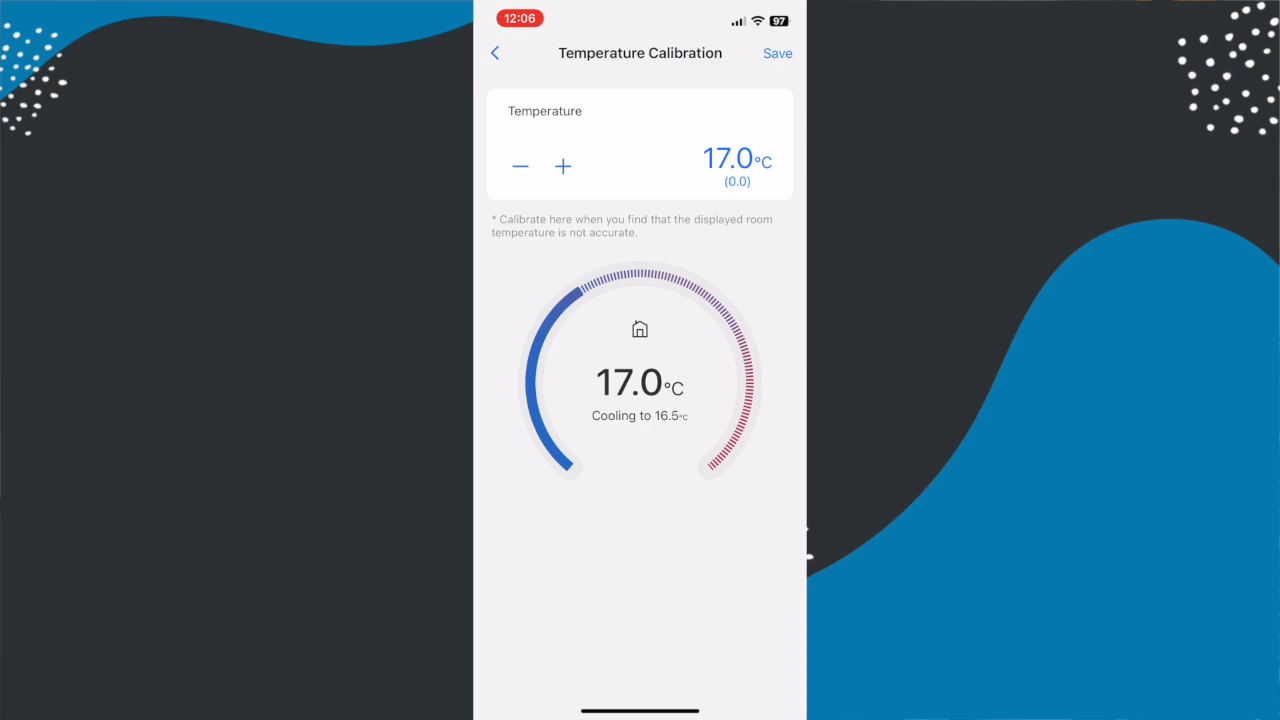 12:06
97
Temperature Calibration
Save
Temperature
17.0°C
(0.0)
* Calibrate here when you find that the displayed room
temperature is not accurate.
17.0°C
Cooling to 16.5°C